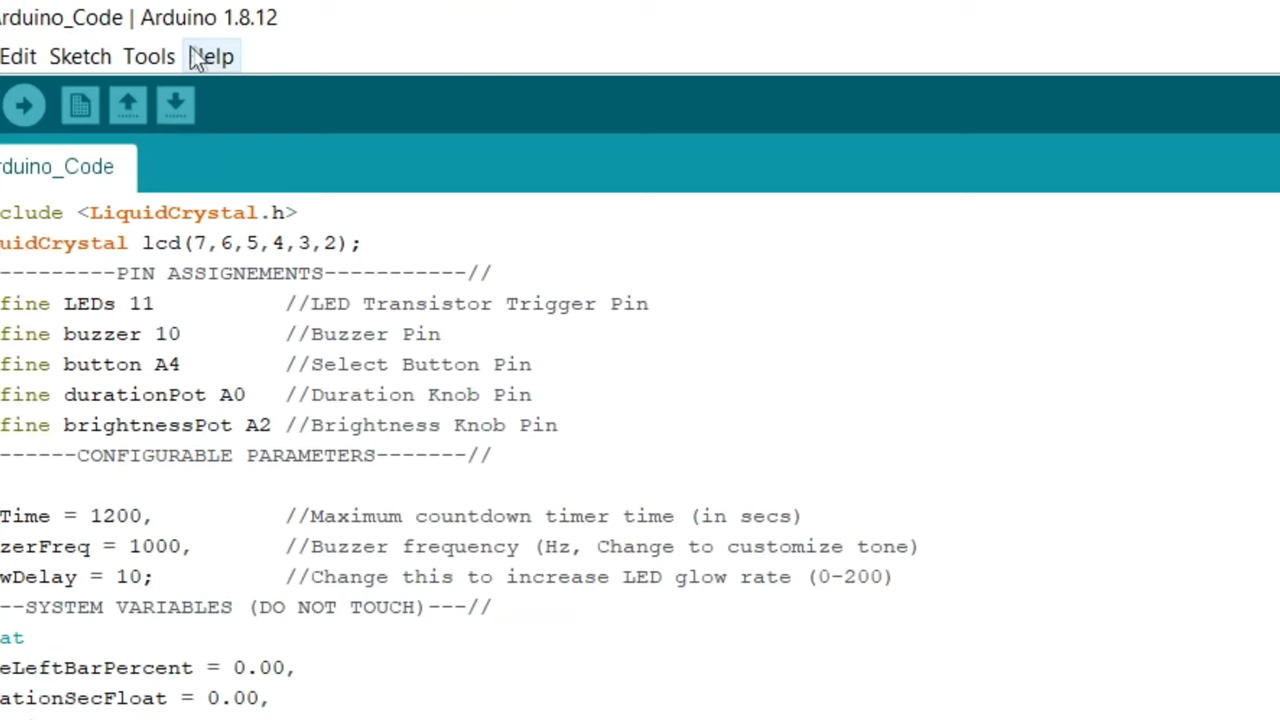 rduino_Code | Arduino 1.8.12
Edit Sketch Tools Help
rduino_Code
clude <LiquidCrystal.h>
uidCrystal lcd(7,6,5,4,3,2);
---------PIN ASSIGNEMENTS-----------//
fine LEDs 11 //LED Transistor Trigger Pin
fine buzzer 10 //Buzzer Pin
fine button A4 //Select Button Pin
fine durationPot A0 //Duration Knob Pin
fine brightnessPot A2 //Brightness Knob Pin
------CONFIGURABLE PARAMETERS-------//
Time = 1200, //Maximum countdown timer time (in secs)
zerFreq = 1000, //Buzzer frequency (Hz, Change to customize tone)
wDelay = 10; //Change this to increase LED glow rate (0-200)
--SYSTEM VARIABLES (DO NOT TOUCH)---//
at
eLeftBarPercent = 0.00,
ationSecFloat = 0.00,